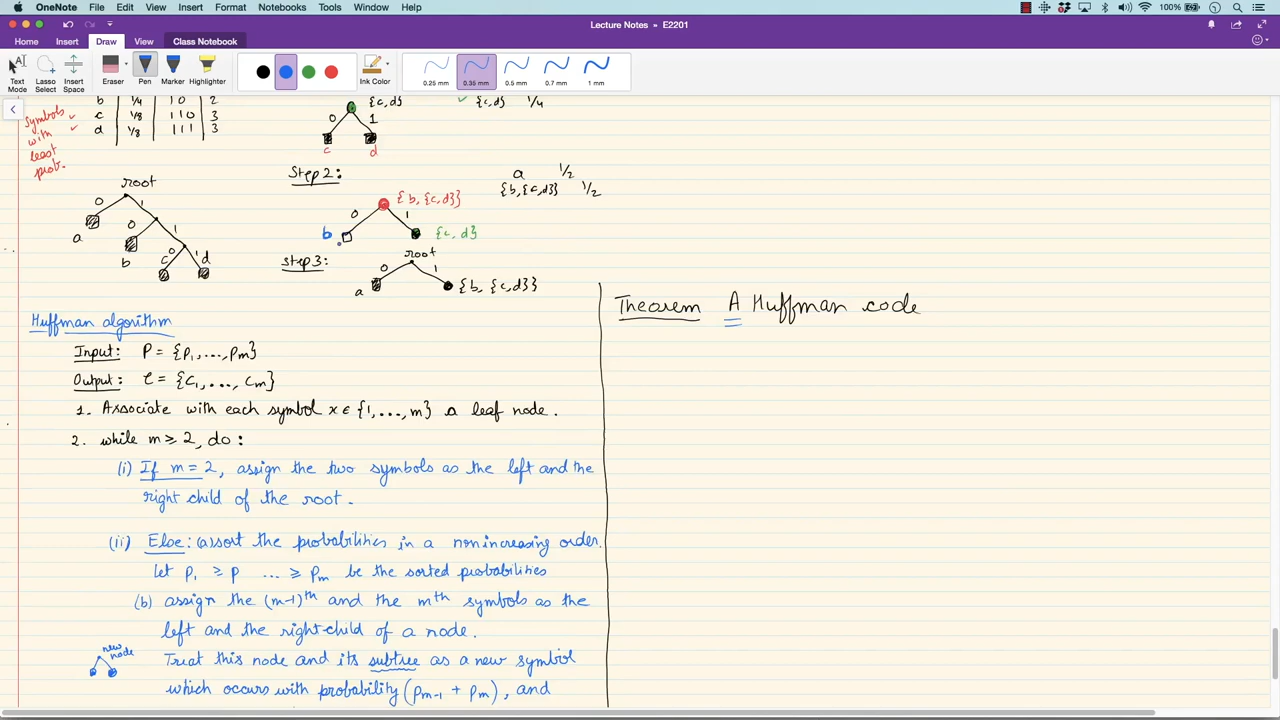 OneNote File Edit View Insert Format Notebooks Tools Window Help
100%
Lecture Notes » E2201
Home Insert Draw View Class Notebook
Text Mode
Lasso Select
Insert Space
Eraser
Pen
Marker
Highlighter
Ink Color
0.25 mm
0.35 mm
0.5 mm
0.7 mm
1 mm
b 1/4 10 2
c 1/8 110 3
d 1/8 111 3
symbols with least prob.
{c,d}
0 1
c d
{c,d} 1/4
Step 2:
a 1/2
{b,{c,d}} 1/2
root
0 1
a
0 1
b
0 1
c d
{b,{c,d}}
0 1
b {c,d}
Step 3:
root
0 1
a {b, {c,d}}
Huffman algorithm
Input: P = {p1,...,pm}
Output: C = {c1,...,cm}
1. Associate with each symbol x ∈ {1,...,m} a leaf node.
2. while m ≥ 2, do:
(i) If m = 2, assign the two symbols as the left and the
right child of the root.
(ii) Else: (a) sort the probabilities in a nonincreasing order.
let p1 ≥ p ... ≥ pm be the sorted probabilities
(b) assign the (m-1)th and the mth symbols as the
left and the right-child of a node.
new node
Treat this node and its subtree as a new symbol
which occurs with probability (pm-1 + pm), and
Theorem A Huffman code